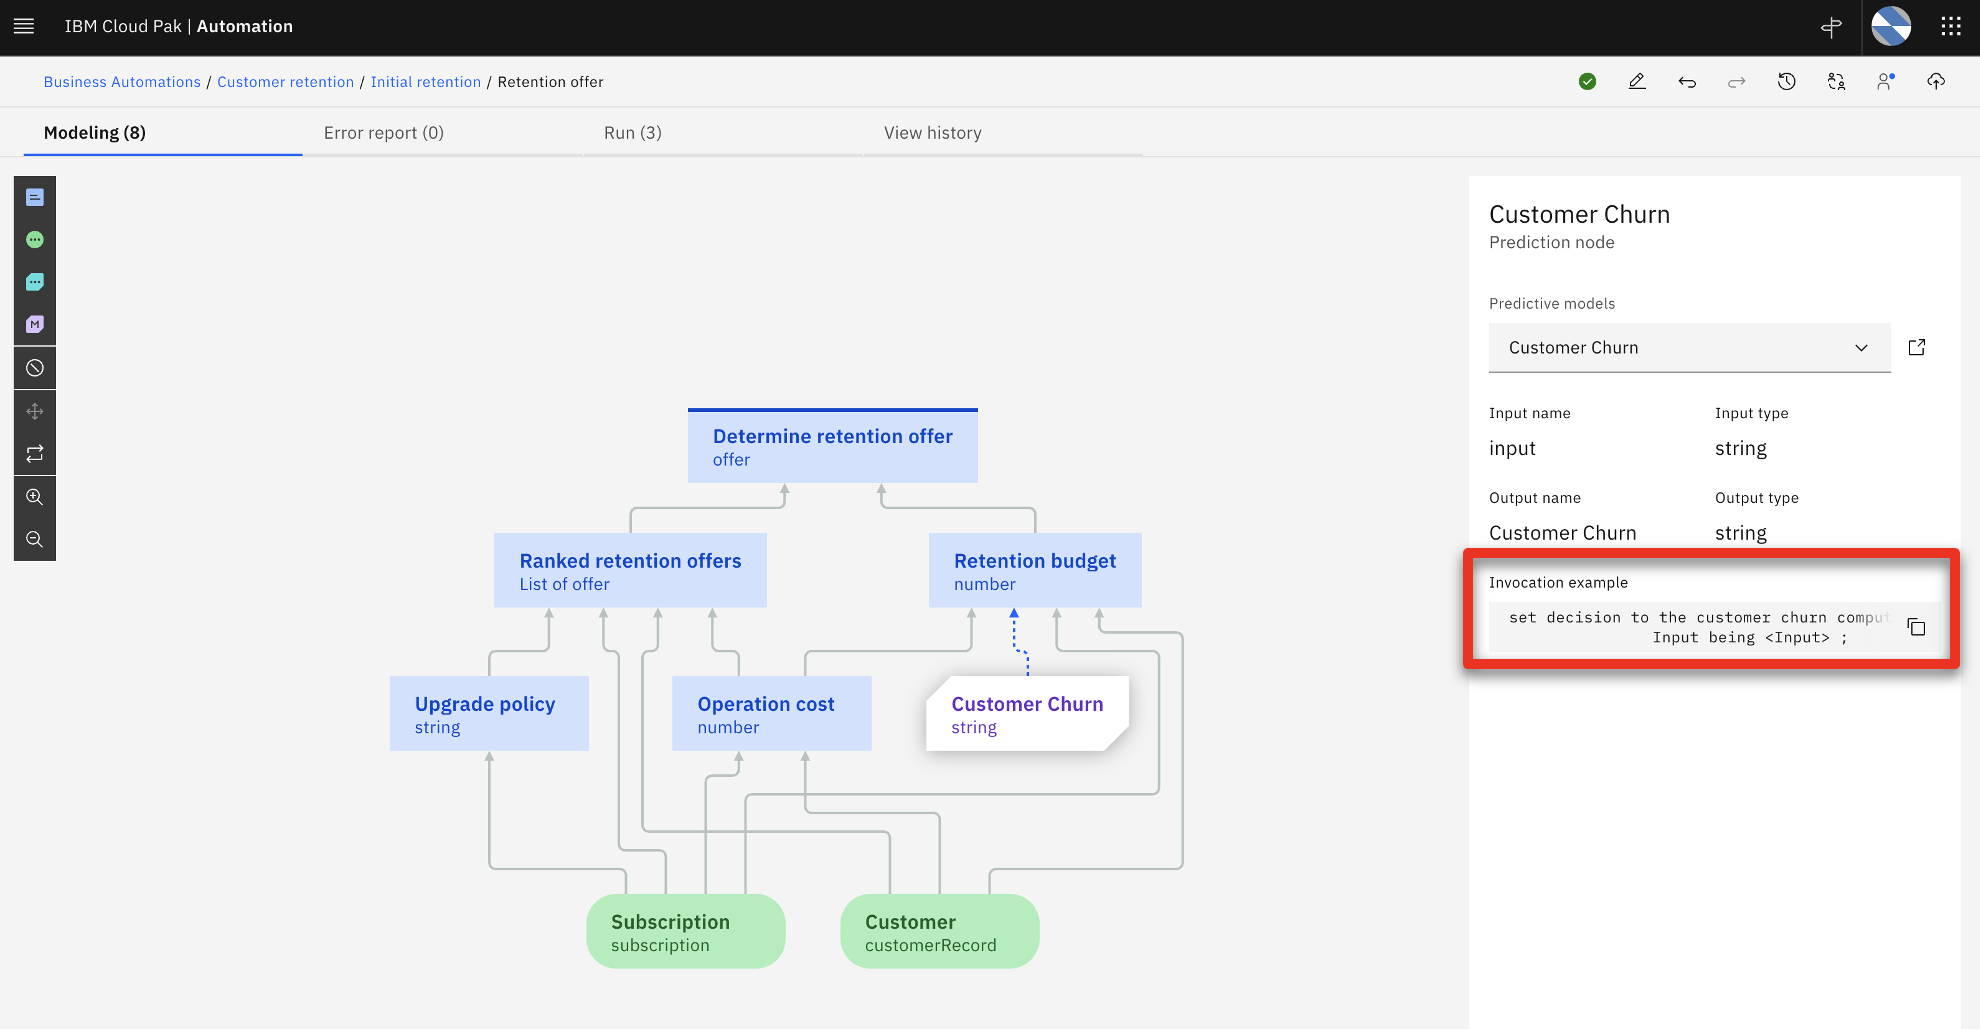 IBM Cloud Pak | Automation
Business Automations / Customer retention / Initial retention / Retention offer
Modeling (8)
Error report (0)
Run (3)
View history
M
Determine retention offer
offer
Ranked retention offers
List of offer
Retention budget
number
Upgrade policy
string
Operation cost
number
Customer Churn
string
Subscription
subscription
Customer
customerRecord
Customer Churn
Prediction node
Predictive models
Customer Churn
Input name
Input type
input
string
Output name
Output type
Customer Churn
string
Invocation example
set decision to the customer churn comput
Input being <Input> ;